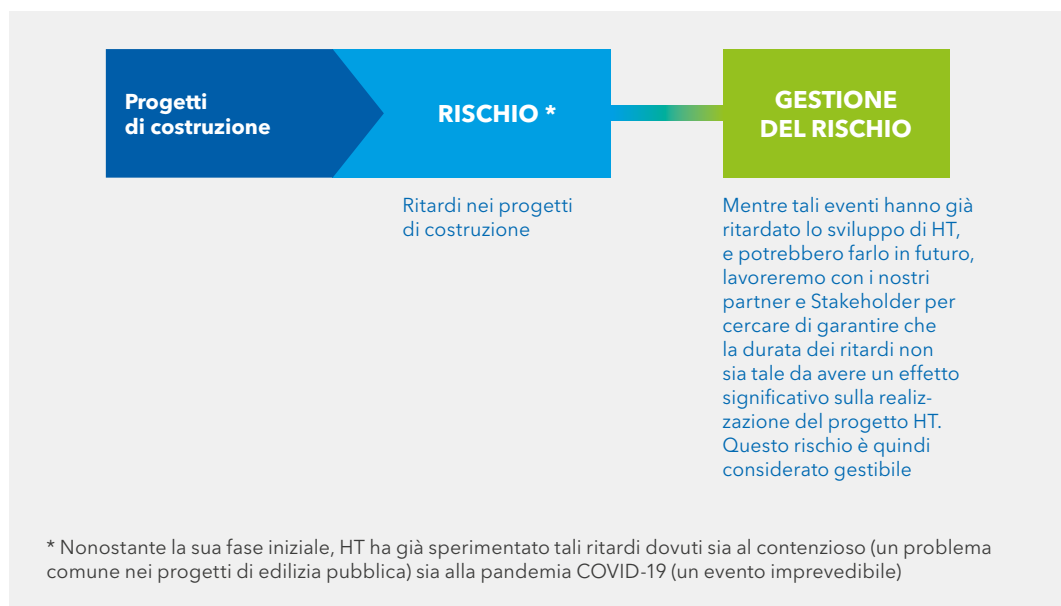 Progetti
di costruzione
RISCHIO *
GESTIONE
DEL RISCHIO
Ritardi nei progetti
di costruzione
Mentre tali eventi hanno già
ritardato lo sviluppo di HT,
e potrebbero farlo in futuro,
lavoreremo con i nostri
partner e Stakeholder per
cercare di garantire che
la durata dei ritardi non
sia tale da avere un effetto
significativo sulla realiz-
zazione del progetto HT.
Questo rischio è quindi
considerato gestibile
* Nonostante la sua fase iniziale, HT ha già sperimentato tali ritardi dovuti sia al contenzioso (un problema
comune nei progetti di edilizia pubblica) sia alla pandemia COVID-19 (un evento imprevedibile)